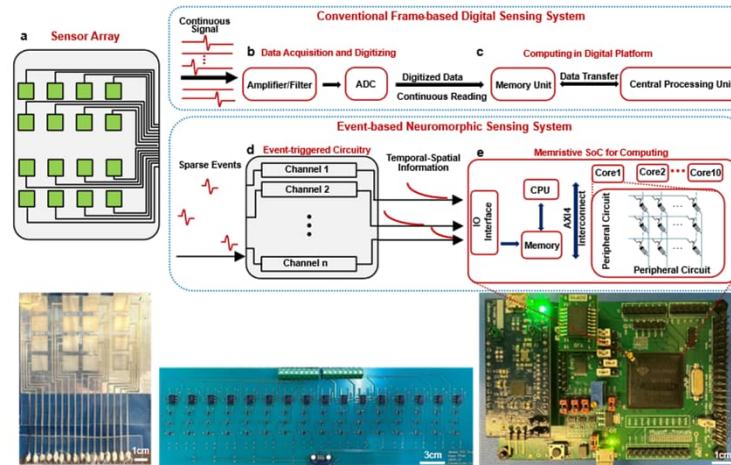 a
Sensor Array
Continuous
Signal
Conventional Frame-based Digital Sensing System
b
Data Acquisition and Digitizing
c
Computing in Digital Platform
Amplifier/Filter
ADC
Digitized Data
Continuous Reading
Memory Unit
Data Transfer
Central Processing Unit
Event-based Neuromorphic Sensing System
Sparse Events
d
Event-triggered Circuitry
Channel 1
Channel 2
Channel n
Temporal-Spatial
Information
e
Memristive SoC for Computing
IO
Interface
CPU
Memory
AXI4
Interconnect
Core1
Core2
Core10
Peripheral Circuit
Peripheral Circuit
1cm
3cm
1cm